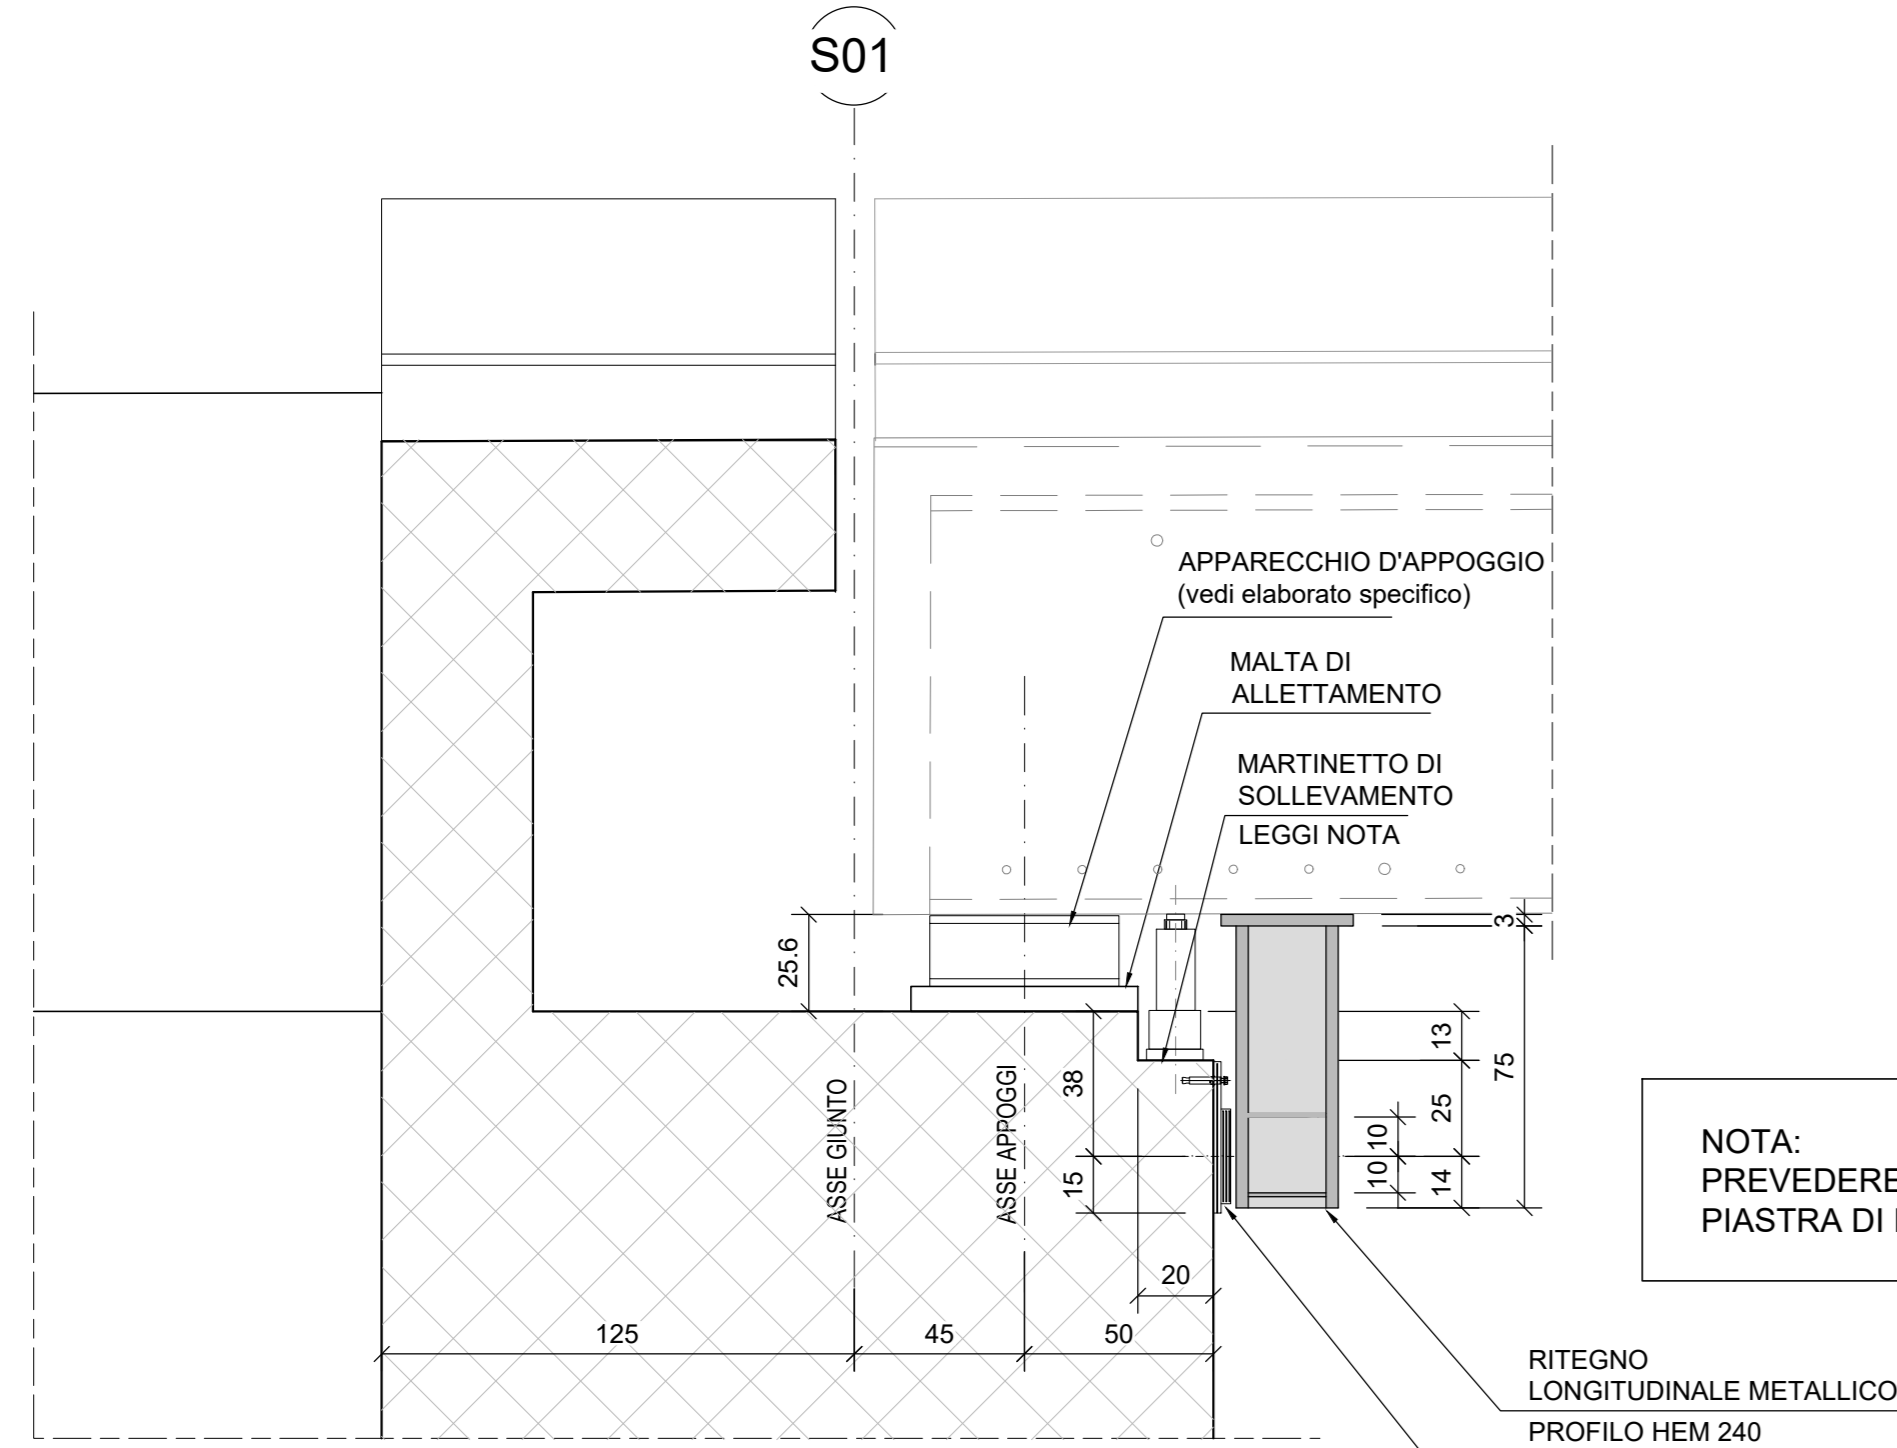 S01
APPARECCHIO D'APPOGGIO
(vedi elaborato specifico)
MALTA DI
ALLETTAMENTO
MARTINETTO DI
SOLLEVAMENTO
LEGGI NOTA
25.6
3
13
75
38
25
10
10
14
15
ASSE GIUNTO
ASSE APPOGGI
20
125
45
50
NOTA:
PREVEDERE
PIASTRA DI
RITEGNO
LONGITUDINALE METALLICO
PROFILO HEM 240